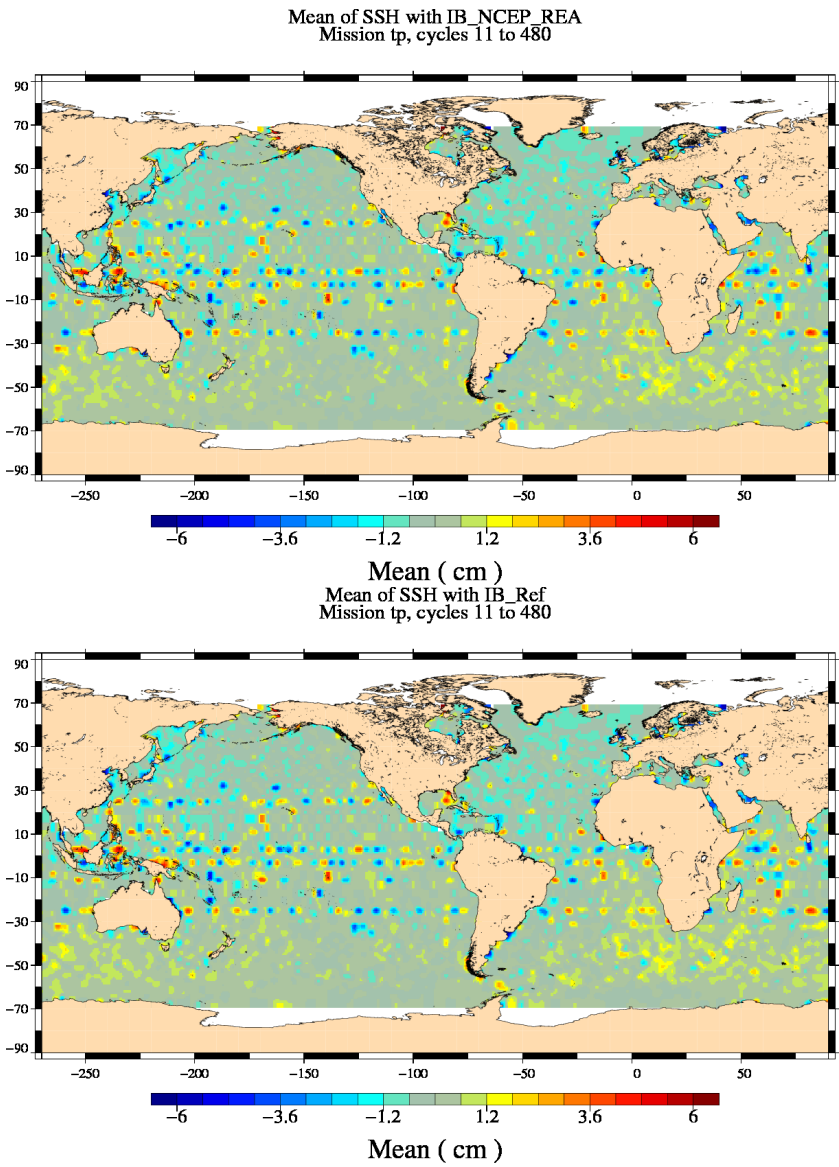 Mean of SSH with IB_NCEP_REA
Mission tp, cycles 11 to 480
90
70
50
30
10
−10
−30
−50
−70
−90
−250 −200 −150 −100 −50 0 50
−6 −3.6 −1.2 1.2 3.6 6
Mean ( cm )
Mean of SSH with IB_Ref
Mission tp, cycles 11 to 480
90
70
50
30
10
−10
−30
−50
−70
−90
−250 −200 −150 −100 −50 0 50
−6 −3.6 −1.2 1.2 3.6 6
Mean ( cm )